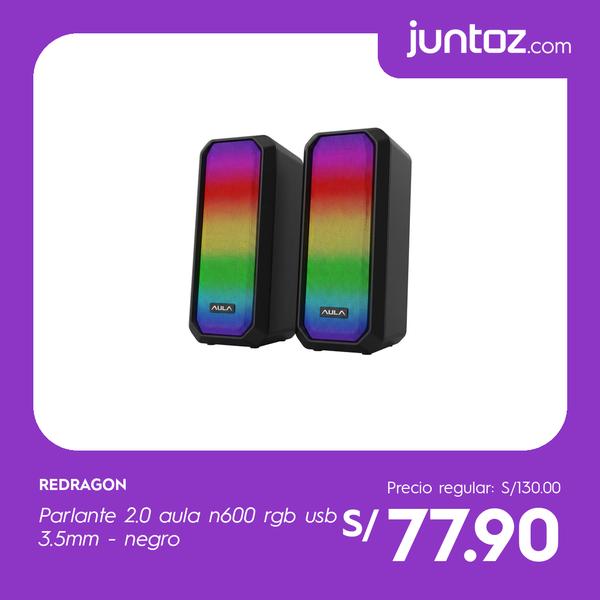 juntoz.com
AULA
AULA
REDRAGON
Parlante 2.0 aula n600 rgb usb
3.5mm - negro
Precio regular: S/130.00
S/77.90